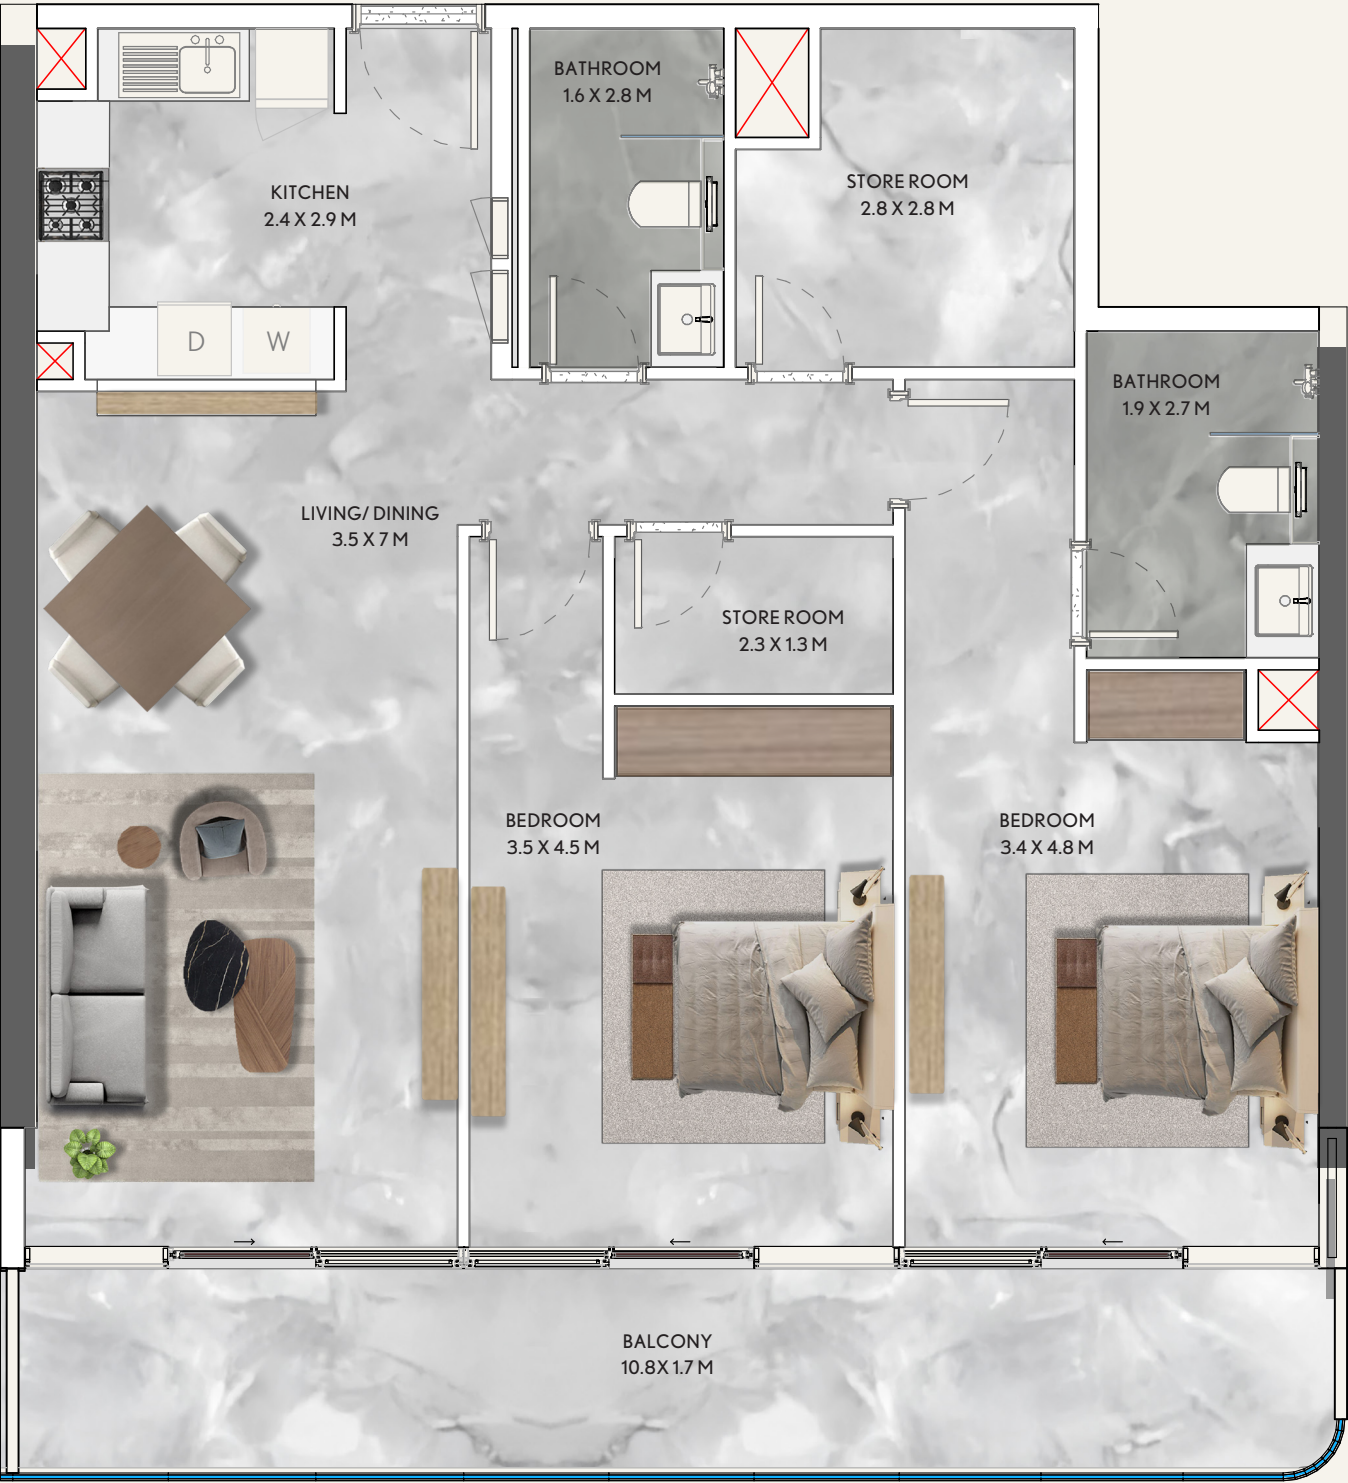 BATHROOM
1.6 X 2.8 M
KITCHEN
2.4 X 2.9 M
STORE ROOM
2.8 X 2.8 M
D
W
BATHROOM
1.9 X 2.7 M
LIVING/ DINING
3.5 X 7 M
STORE ROOM
2.3 X 1.3 M
BEDROOM
3.5 X 4.5 M
BEDROOM
3.4 X 4.8 M
BALCONY
10.8X 1.7 M